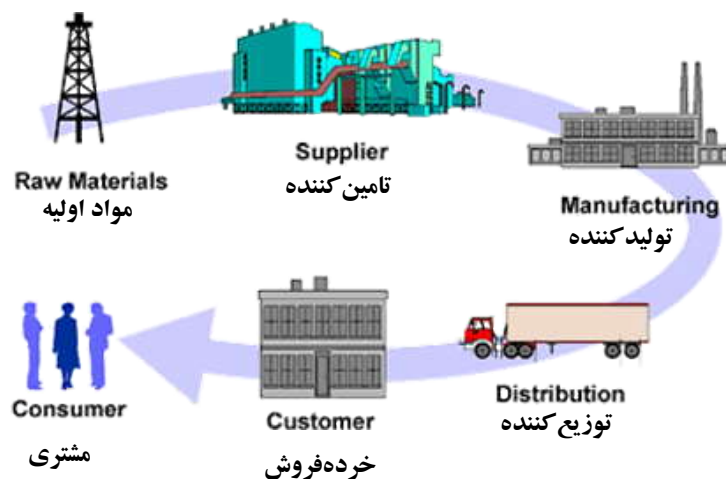 Raw Materials
مواد اولیه
Supplier
تامین‌کننده
Manufacturing
تولیدکننده
Distribution
توزیع‌کننده
Customer
خرده‌فروش
Consumer
مشتری